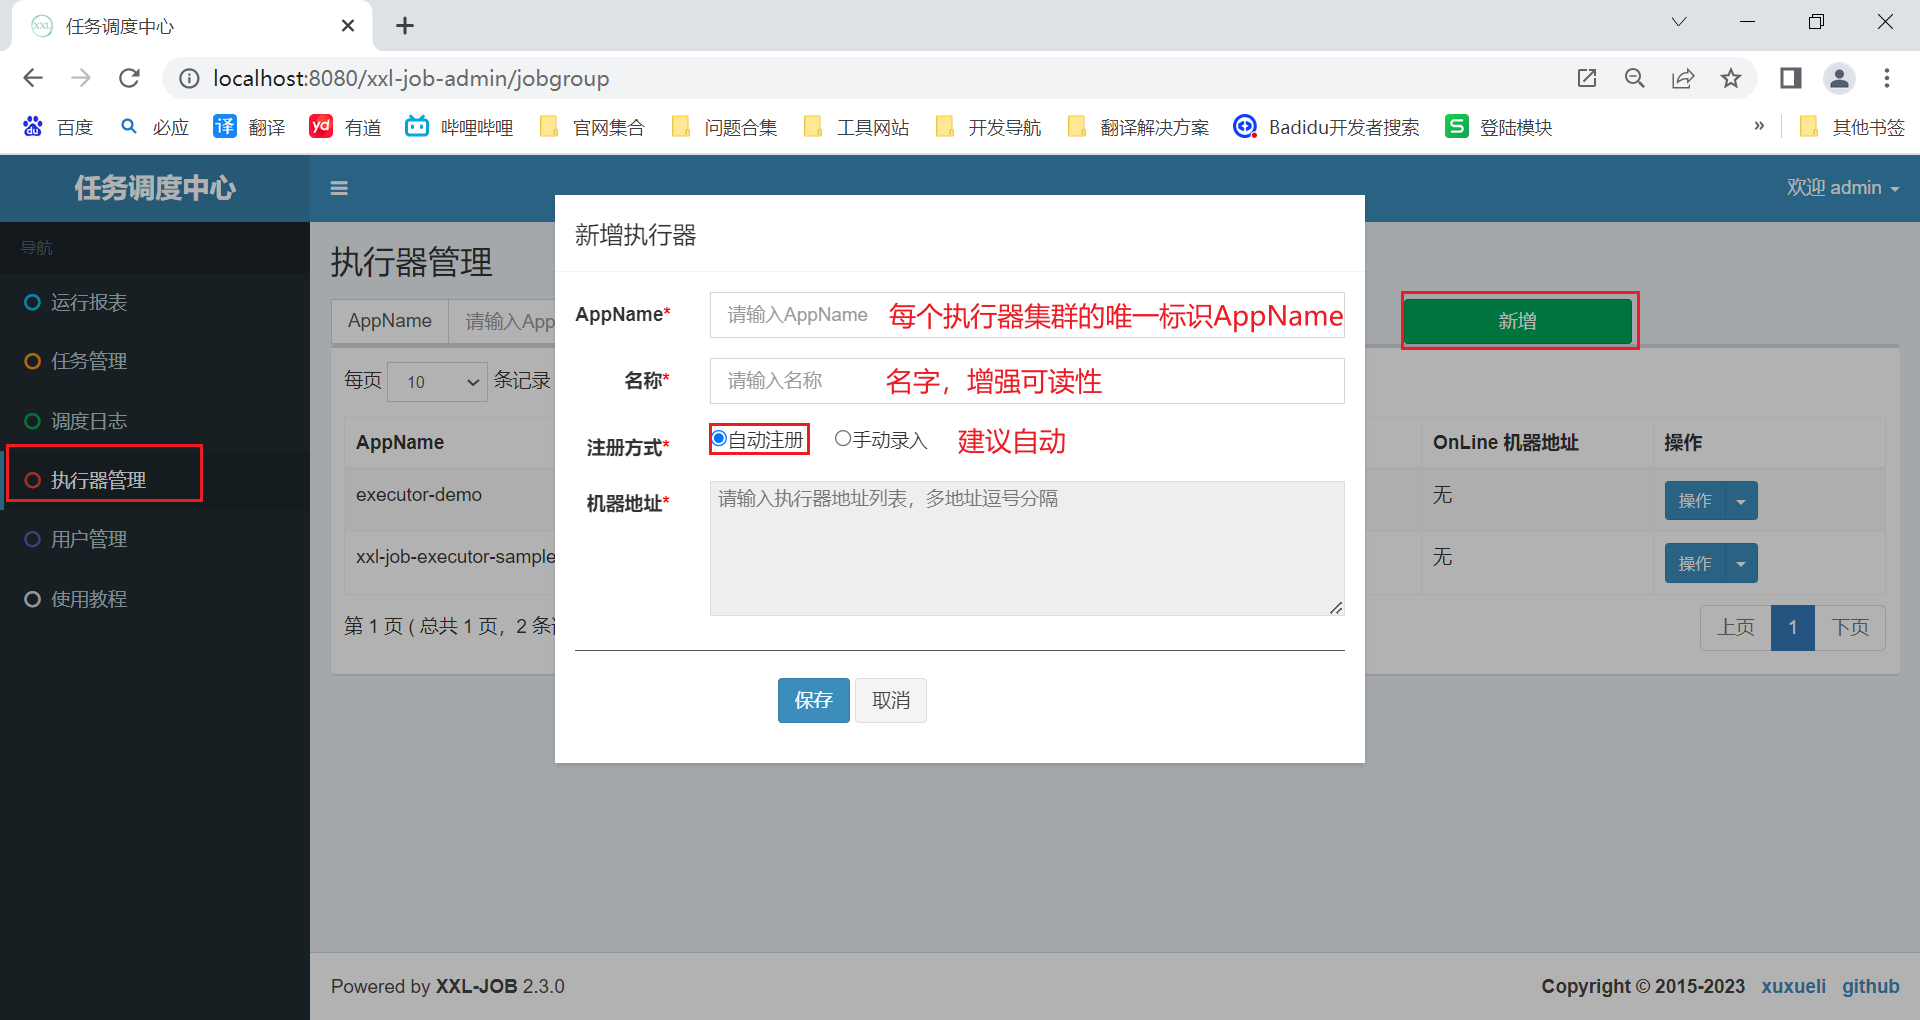 任务调度中心
localhost:8080/xxl-job-admin/jobgroup
百度 必应 译 翻译 yd 有道 哔哩哔哩 官网集合 问题合集 工具网站 开发导航 翻译解决方案 Badidu开发者搜索 S 登陆模块 » 其他书签
任务调度中心
欢迎 admin
导航
运行报表
任务管理
调度日志
执行器管理
用户管理
使用教程
执行器管理
AppName 请输入App
新增
每页 10 条记录
AppName OnLine 机器地址 操作
executor-demo 无 操作
xxl-job-executor-sample 无 操作
第 1 页 ( 总共 1 页，2 条
上页 1 下页
新增执行器
AppName* 请输入AppName 每个执行器集群的唯一标识AppName
名称* 请输入名称 名字，增强可读性
注册方式* 自动注册 手动录入 建议自动
机器地址* 请输入执行器地址列表，多地址逗号分隔
保存 取消
Powered by XXL-JOB 2.3.0
Copyright © 2015-2023 xuxueli github